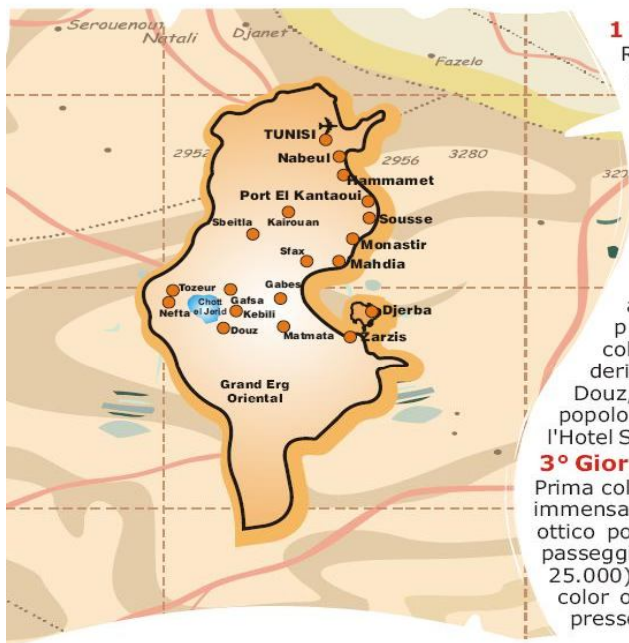 Serouenout
Natali
Djanet
Fazelo
2952
2956
3280
TUNISI
Nabeul
Hammamet
Port El Kantaoui
Sousse
Sbeitla
Kairouan
Monastir
Sfax
Mahdia
Tozeur
Gafsa
Gabes
Nefta
Chott
el Jerid
Kebili
Djerba
Douz
Matmata
Zarzis
Grand Erg
Oriental
1
R
327
a
p
col
deri
Douz,
popolo
l'Hotel S
3° Gior
Prima col
immensa
ottico po
passegg
25.000)
color o
press